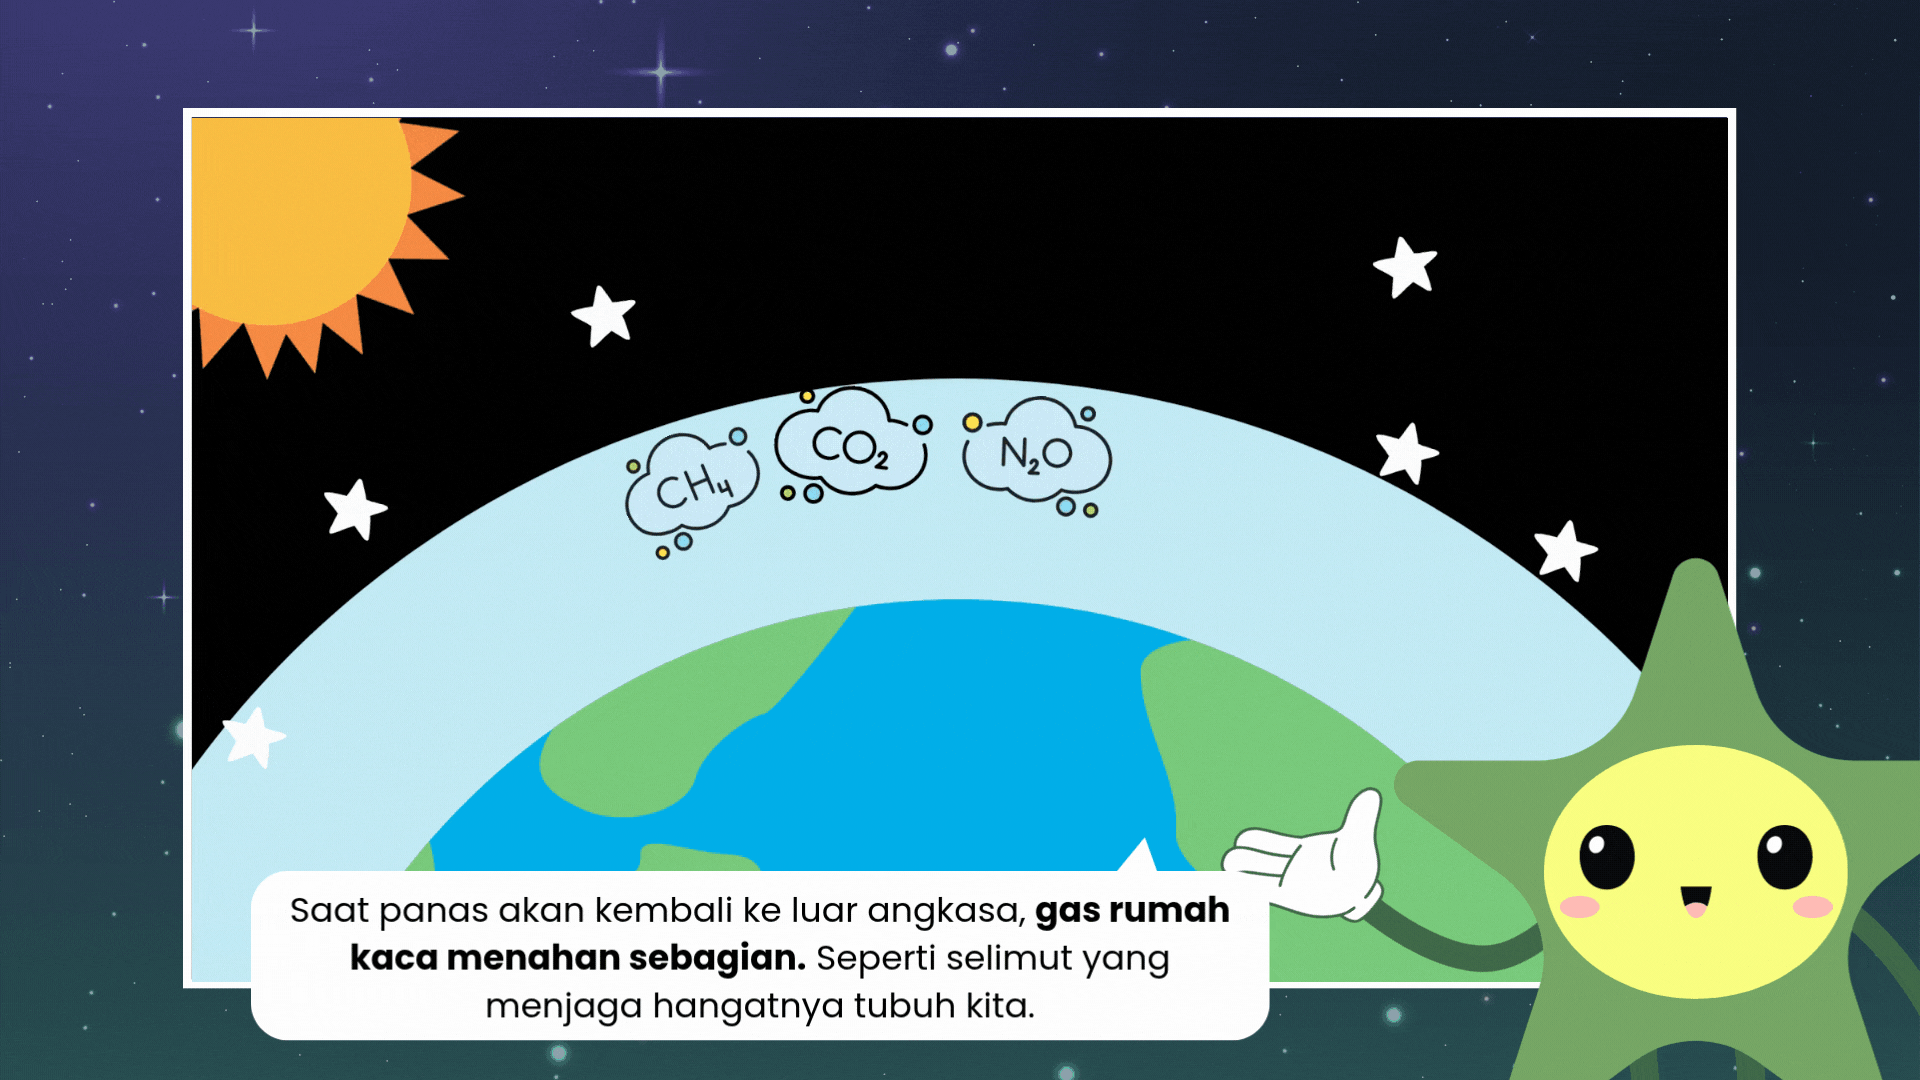 CH₄
CO₂
N₂O
Saat panas akan kembali ke luar angkasa, gas rumah
kaca menahan sebagian. Seperti selimut yang
menjaga hangatnya tubuh kita.